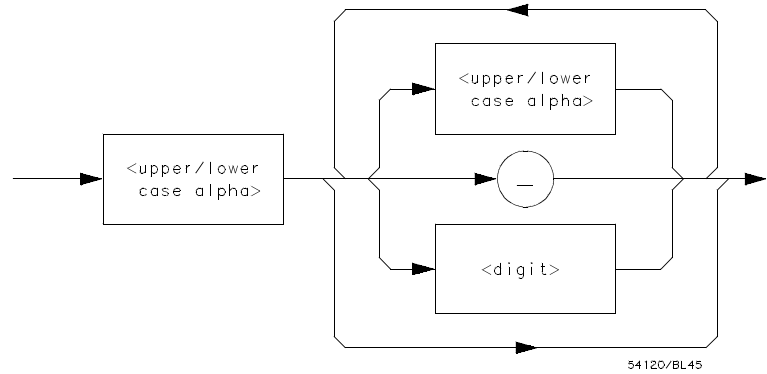 <upper/lower
case alpha>
<upper/lower
case alpha>
_
<digit>
54120/BL45